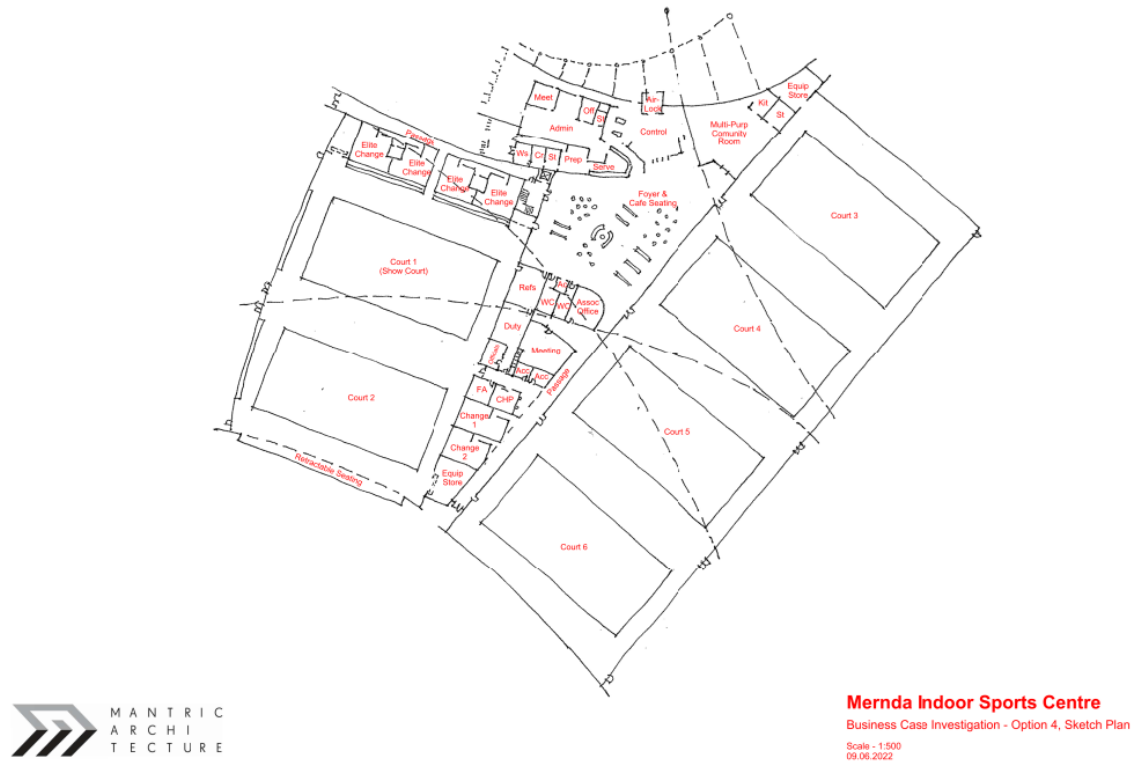 Equip
Store
Kit
St
Meet
Off
St
Air-
Lock
Admin
Control
Multi-Purp
Comunity
Room
Passage
Elite
Change
Elite
Change
Elite
Change
Elite
Change
Ws
Cr
St
Prep
Serve
Foyer &
Cafe Seating
Court 3
Court 1
(Show Court)
Refs
Ac
WC
WC
Assoc
Office
Court 4
Duty
Meeting
Acc
Acc
Passage
FA
CHP
Court 2
Change
1
Court 5
Change
2
Equip
Store
Retractable Seating
Court 6
MANTRIC
ARCHI
TECTURE
Mernda Indoor Sports Centre
Business Case Investigation - Option 4, Sketch Plan
Scale - 1:500
09.06.2022